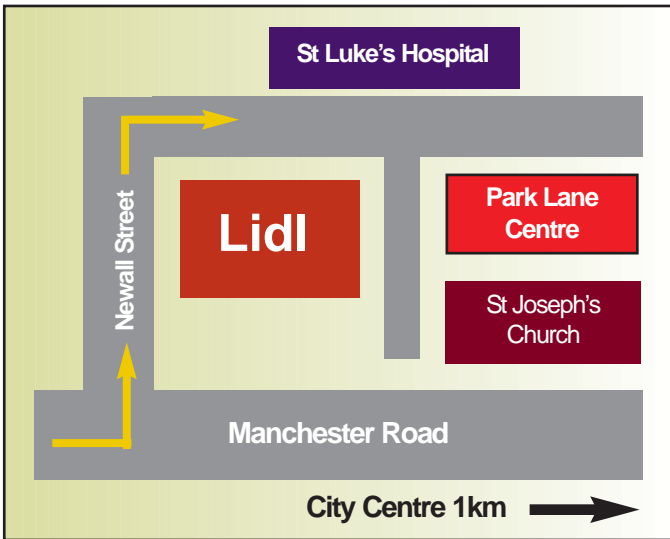 St Luke's Hospital
Newall Street
Lidl
Park Lane
Centre
St Joseph's
Church
Manchester Road
City Centre 1km